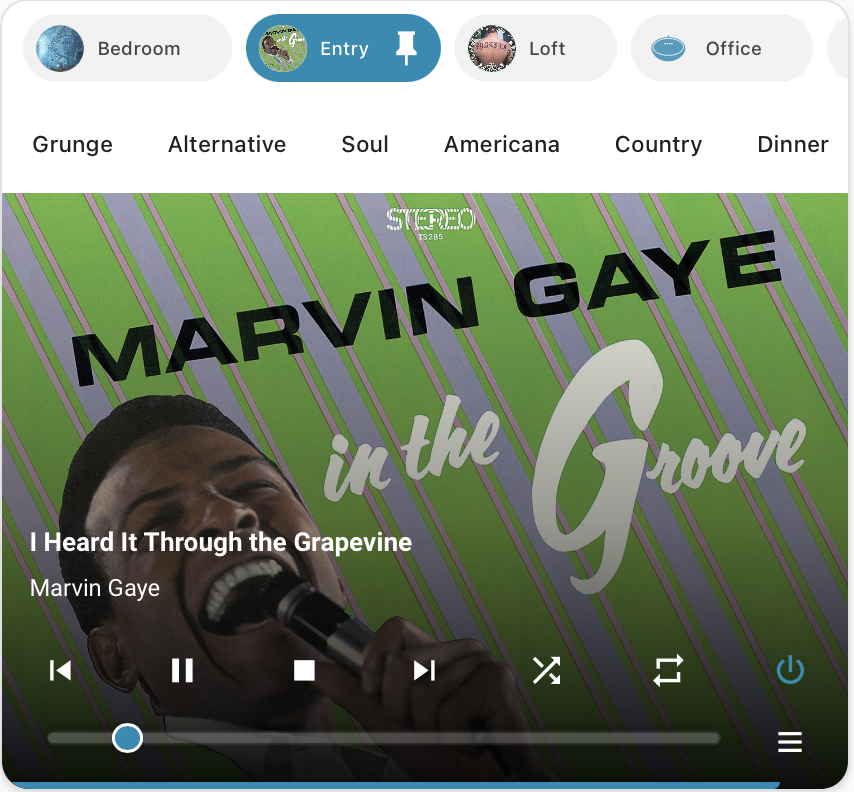 Bedroom
Entry
Loft
Office
Grunge
Alternative
Soul
Americana
Country
Dinner
STEREO
TS285
MARVIN GAYE
in the Groove
I Heard It Through the Grapevine
Marvin Gaye